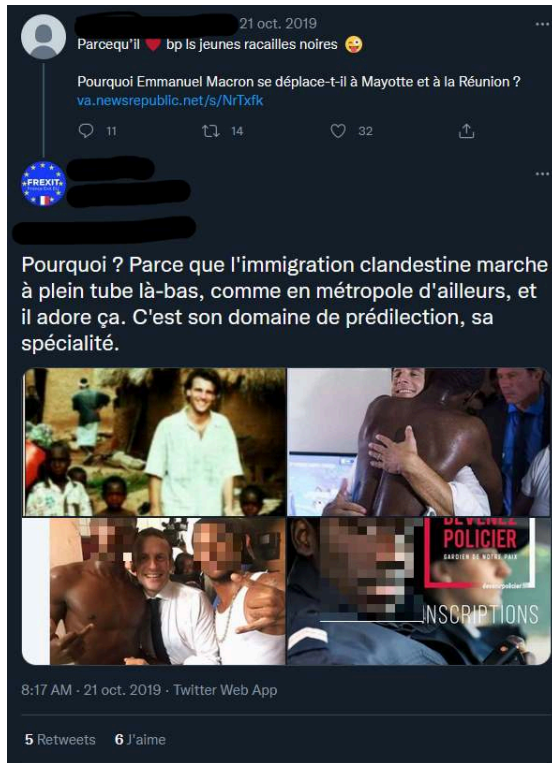 21 oct. 2019
Parcequ'il ❤️ bp ls jeunes racailles noires 😜
Pourquoi Emmanuel Macron se déplace-t-il à Mayotte et à la Réunion ?
va.newsrepublic.net/s/NrTxfk
11 14 32
FREXIT
Pourquoi ? Parce que l'immigration clandestine marche
à plein tube là-bas, comme en métropole d'ailleurs, et
il adore ça. C'est son domaine de prédilection, sa
spécialité.
DEVENEZ
POLICIER
GARDIEN DE NOTRE PAIX
devenirpolicier.fr
INSCRIPTIONS
8:17 AM · 21 oct. 2019 · Twitter Web App
5 Retweets 6 J'aime